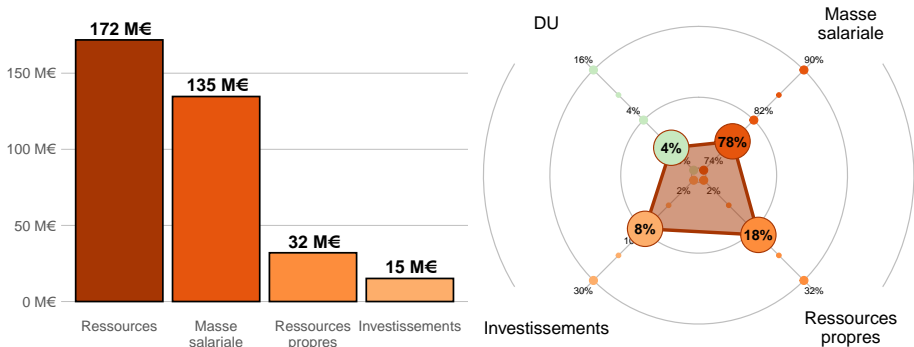 172 M€
135 M€
32 M€
15 M€
150 M€
100 M€
50 M€
0 M€
Ressources
Masse
salariale
Ressources
propres
Investissements
DU
Masse
salariale
16%
90%
4%
82%
4%
78%
74%
2%
2%
8%
18%
30%
32%
Investissements
Ressources
propres